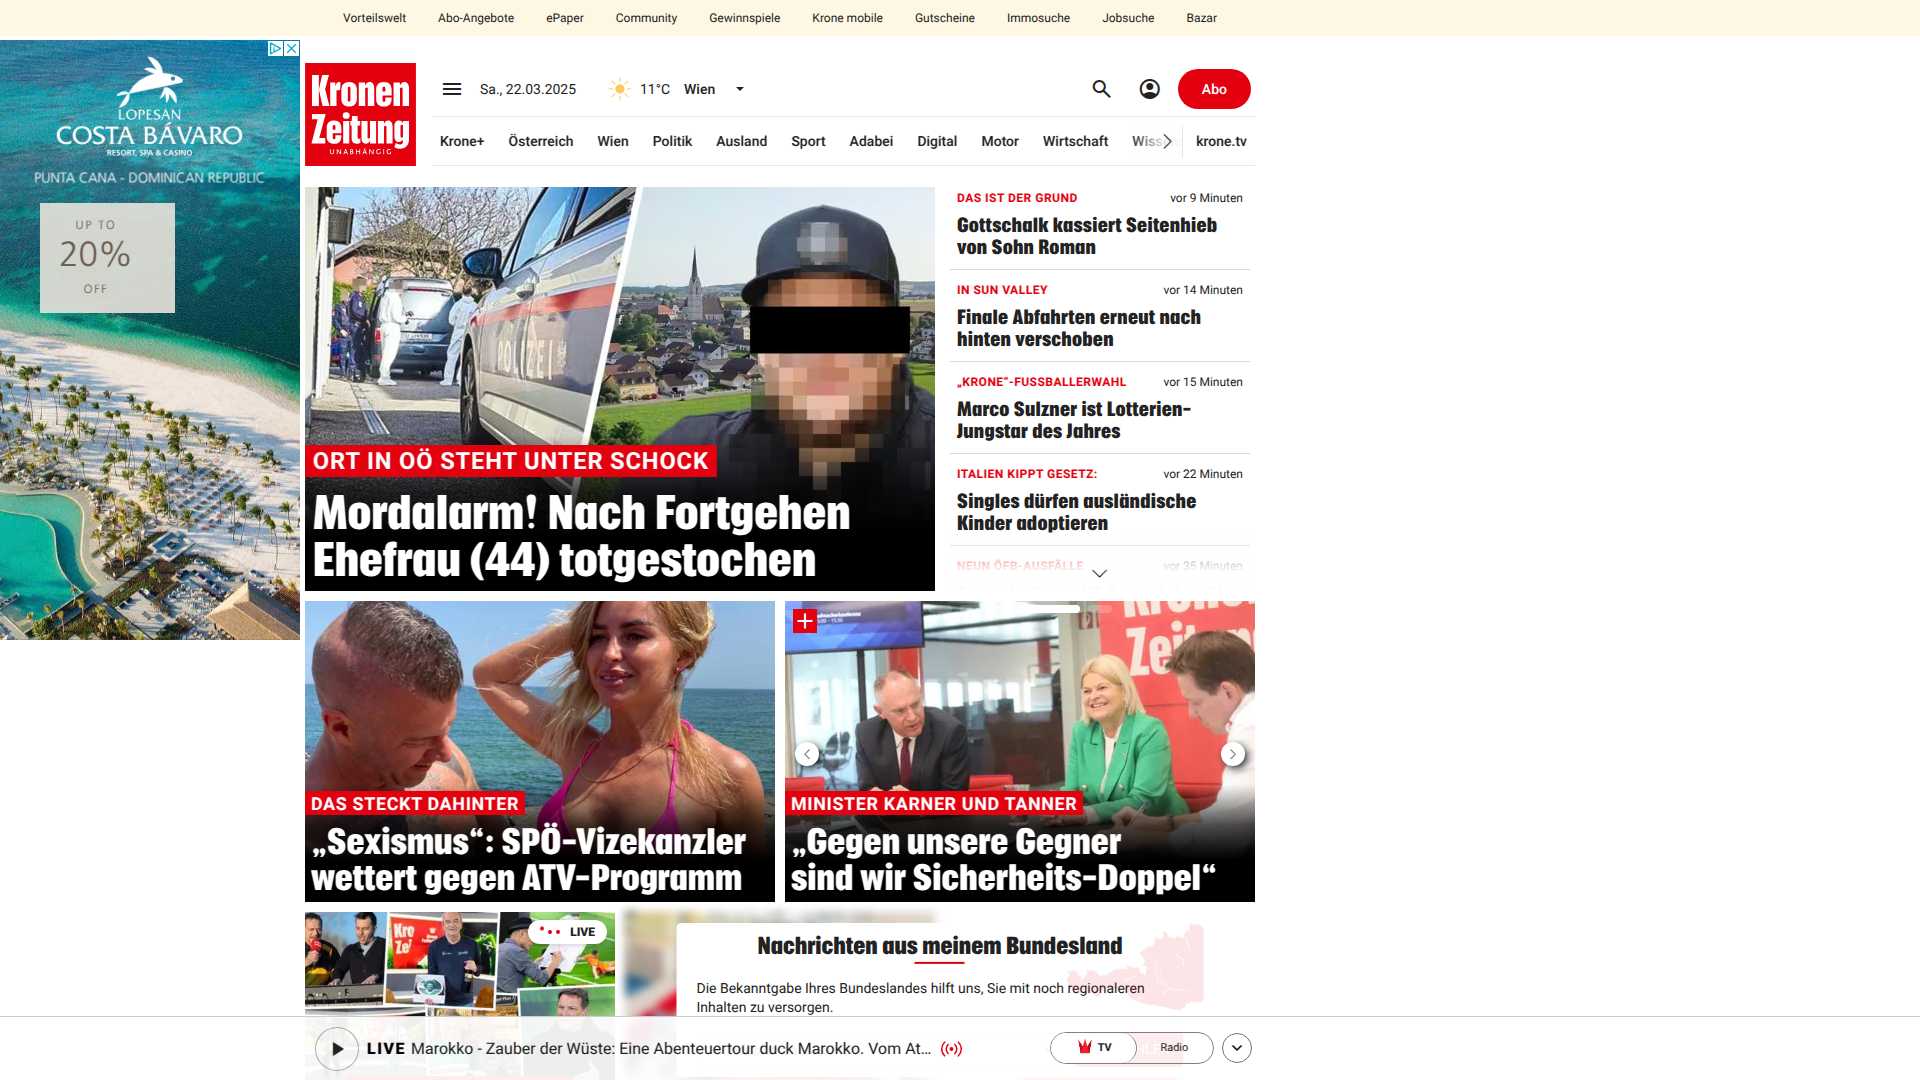 Vorteilswelt Abo-Angebote ePaper Community Gewinnspiele Krone mobile Gutscheine Immosuche Jobsuche Bazar
LOPESAN
COSTA BÁVARO
RESORT, SPA & CASINO
PUNTA CANA - DOMINICAN REPUBLIC
UP TO
20%
OFF
Kronen
Zeitung
UNABHÄNGIG
Sa., 22.03.2025 11°C Wien
Abo
Krone+ Österreich Wien Politik Ausland Sport Adabei Digital Motor Wirtschaft Wiss krone.tv
POLIZEI
ORT IN OÖ STEHT UNTER SCHOCK
Mordalarm! Nach Fortgehen
Ehefrau (44) totgestochen
DAS IST DER GRUND vor 9 Minuten
Gottschalk kassiert Seitenhieb
von Sohn Roman
IN SUN VALLEY vor 14 Minuten
Finale Abfahrten erneut nach
hinten verschoben
„KRONE“-FUSSBALLERWAHL vor 15 Minuten
Marco Sulzner ist Lotterien-
Jungstar des Jahres
ITALIEN KIPPT GESETZ: vor 22 Minuten
Singles dürfen ausländische
Kinder adoptieren
NEUN ÖFB-AUSFÄLLE vor 35 Minuten
DAS STECKT DAHINTER
„Sexismus“: SPÖ-Vizekanzler
wettert gegen ATV-Programm
Kronen
Zeitung
MINISTER KARNER UND TANNER
„Gegen unsere Gegner
sind wir Sicherheits-Doppel“
LIVE
Nachrichten aus meinem Bundesland
Die Bekanntgabe Ihres Bundeslandes hilft uns, Sie mit noch regionaleren
Inhalten zu versorgen.
LIVE Marokko - Zauber der Wüste: Eine Abenteuertour duck Marokko. Vom At...
TV Radio